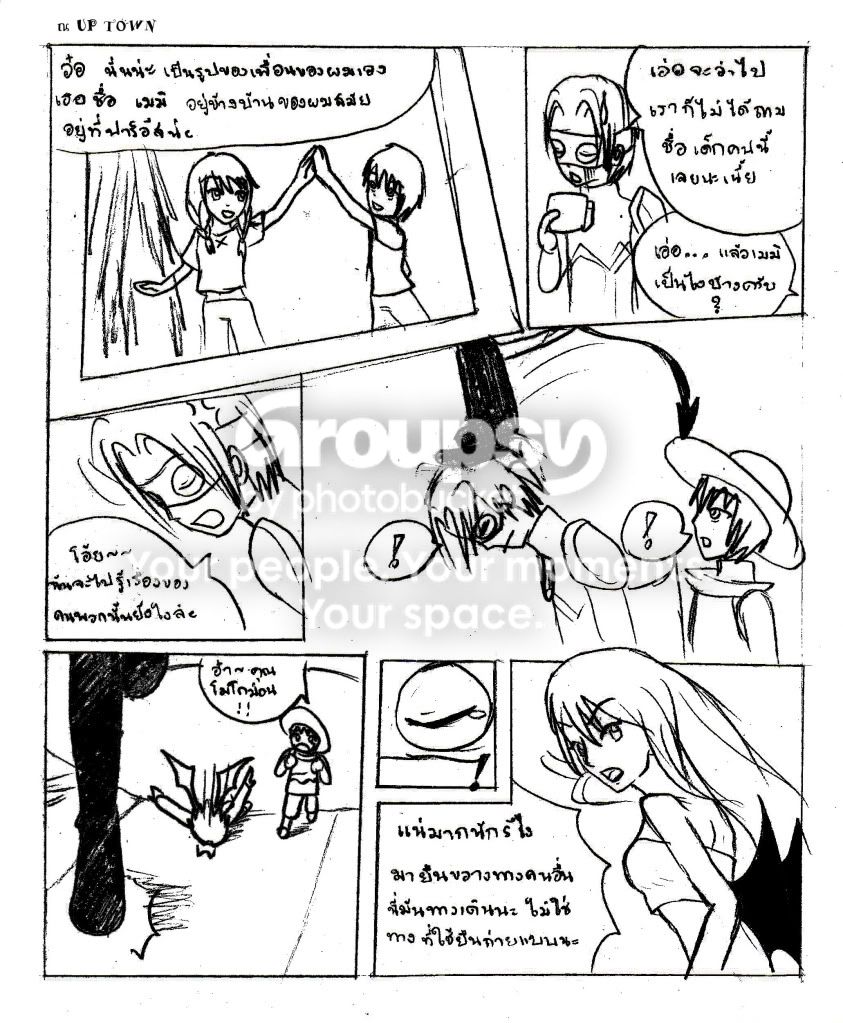 ณ UP TOWN
อ๋อ นั่นน่ะ เป็นรูปของเพื่อนของผมเอง
เธอ ชื่อ เมมิ อยู่ข้างบ้านของผมสมัย
อยู่ที่ปารีสน่ะ
เอ่อ จะว่าไป
เราก็ไม่ได้ถาม
ชื่อเด็กคนนี้
เลยนะเนี้ย
เอ่อ... แล้วเมมิ
เป็นไงบ้างครับ
?
โอ้ย~~
ฉันจะไปรู้เรื่องของ
คนพวกนั้นยังไงล่ะ
!
!
groupsy
by photobucket
Your people. Your moments.
Your space.
อ๊า~ คุณ
โมโกม่อน
!!
!
แน่มากนักรึไง
มายืนขวางทางคนอื่น
ที่มันทางเดินนะ ไม่ใช่
ทาง ที่ใช้ยืนถ่ายแบบนะ